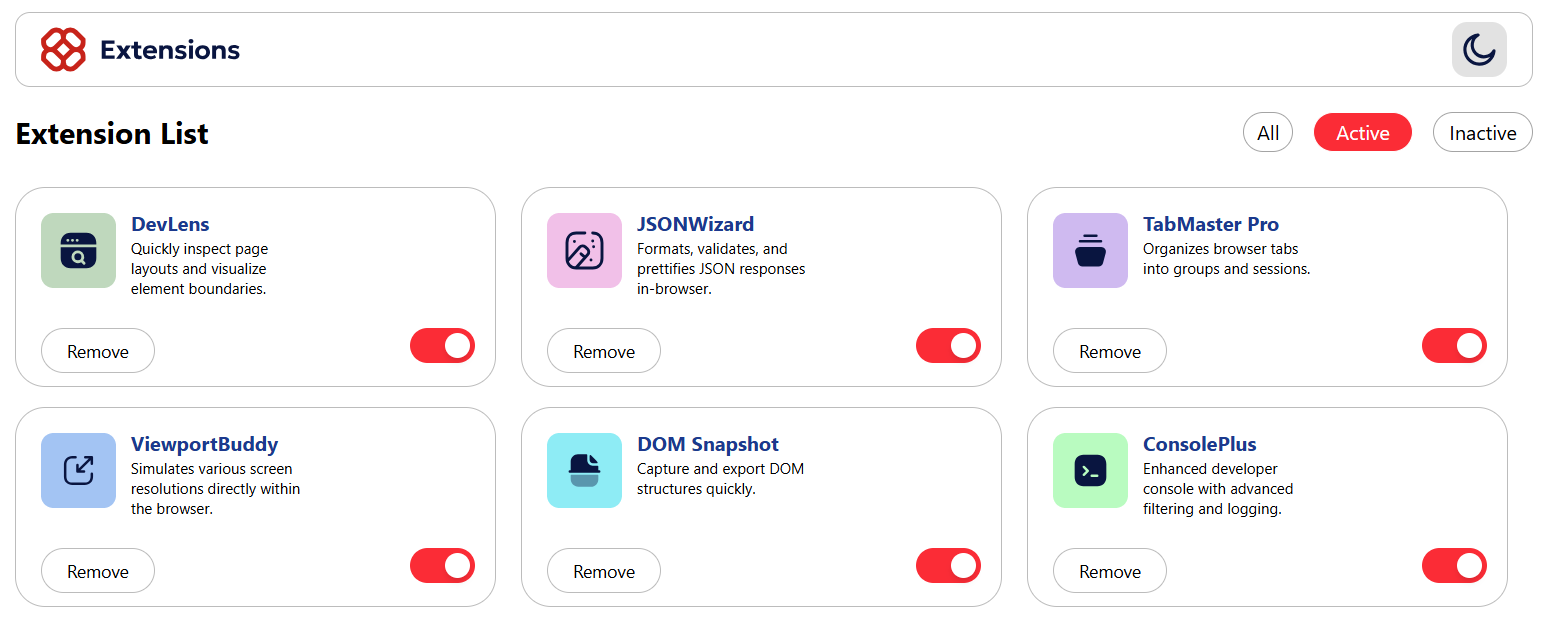 Extensions
Extension List
All
Active
Inactive
DevLens
Quickly inspect page
layouts and visualize
element boundaries.
Remove
JSONWizard
Formats, validates, and
prettifies JSON responses
in-browser.
Remove
TabMaster Pro
Organizes browser tabs
into groups and sessions.
Remove
ViewportBuddy
Simulates various screen
resolutions directly within
the browser.
Remove
DOM Snapshot
Capture and export DOM
structures quickly.
Remove
ConsolePlus
Enhanced developer
console with advanced
filtering and logging.
Remove